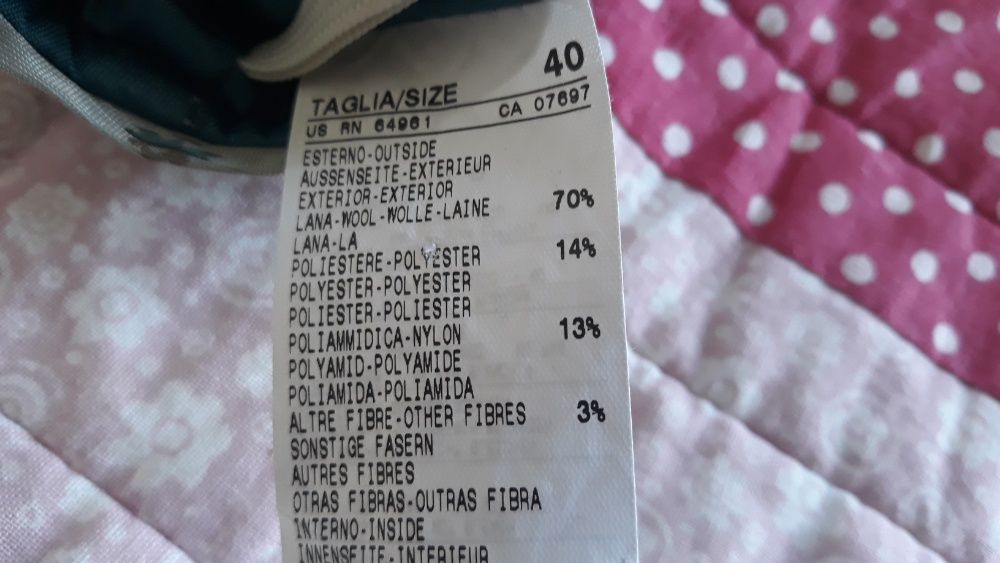 40
TAGLIA/SIZE
US RN 64961 CA 07697
ESTERNO-OUTSIDE
AUSSENSEITE-EXTERIEUR
EXTERIOR-EXTERIOR
LANA-WOOL-WOLLE-LAINE 70%
LANA-LA
POLIESTERE-POLYESTER 14%
POLYESTER-POLYESTER
POLIESTER-POLIESTER
POLIAMMIDICA-NYLON 13%
POLYAMID-POLYAMIDE
POLIAMIDA-POLIAMIDA
ALTRE FIBRE-OTHER FIBRES 3%
SONSTIGE FASERN
AUTRES FIBRES
OTRAS FIBRAS-OUTRAS FIBRA
INTERNO-INSIDE
INNENSEITE-INTERIEUR